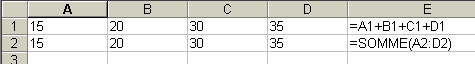 A B C D E
1 15 20 30 35 =A1+B1+C1+D1
2 15 20 30 35 =SOMME(A2:D2)
3